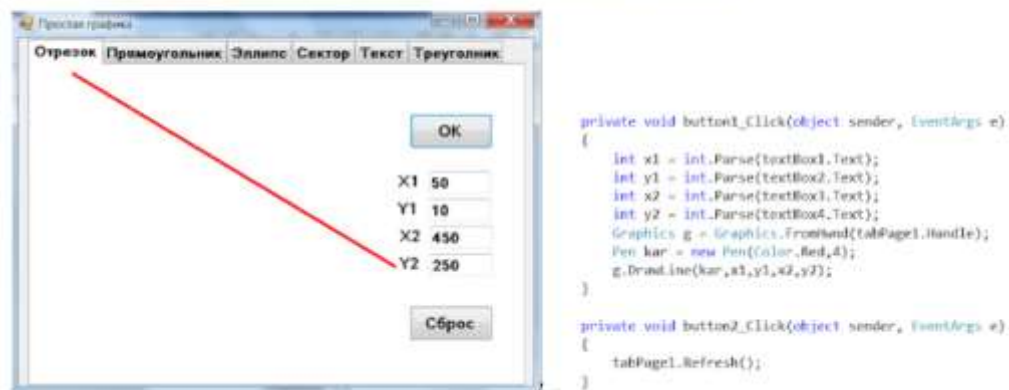 Простая графика
Отрезок Прямоугольник Эллипс Сектор Текст Треуголник
OK
X1 50
Y1 10
X2 450
Y2 250
Сброс
private void button1_Click(object sender, EventArgs e)
{
int x1 = int.Parse(textBox1.Text);
int y1 = int.Parse(textBox2.Text);
int x2 = int.Parse(textBox3.Text);
int y2 = int.Parse(textBox4.Text);
Graphics g = Graphics.FromHwnd(tabPage1.Handle);
Pen kar = new Pen(Color.Red,4);
g.DrawLine(kar,x1,y1,x2,y2);
}
private void button2_Click(object sender, EventArgs e)
{
tabPage1.Refresh();
}